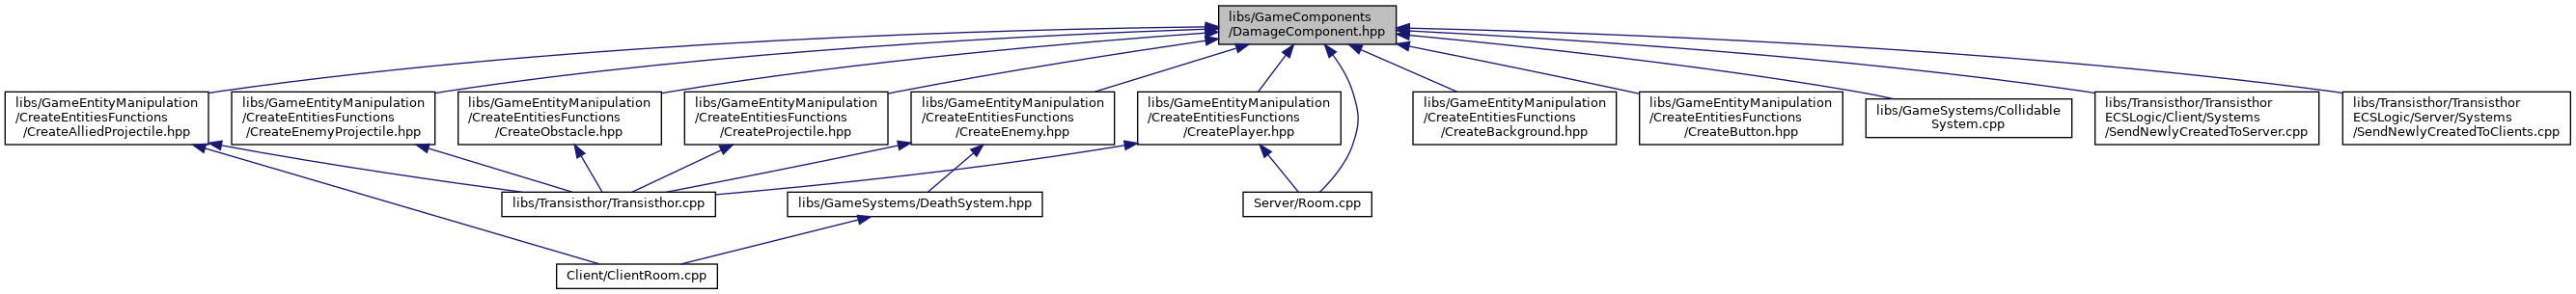 libs/GameComponents
/DamageComponent.hpp
libs/GameEntityManipulation
/CreateEntitiesFunctions
/CreateAlliedProjectile.hpp
libs/GameEntityManipulation
/CreateEntitiesFunctions
/CreateEnemyProjectile.hpp
libs/GameEntityManipulation
/CreateEntitiesFunctions
/CreateObstacle.hpp
libs/GameEntityManipulation
/CreateEntitiesFunctions
/CreateProjectile.hpp
libs/GameEntityManipulation
/CreateEntitiesFunctions
/CreateEnemy.hpp
libs/GameEntityManipulation
/CreateEntitiesFunctions
/CreatePlayer.hpp
libs/GameEntityManipulation
/CreateEntitiesFunctions
/CreateBackground.hpp
libs/GameEntityManipulation
/CreateEntitiesFunctions
/CreateButton.hpp
libs/GameSystems/Collidable
System.cpp
libs/Transisthor/Transisthor
ECSLogic/Client/Systems
/SendNewlyCreatedToServer.cpp
libs/Transisthor/Transisthor
ECSLogic/Server/Systems
/SendNewlyCreatedToClients.cpp
libs/Transisthor/Transisthor.cpp
libs/GameSystems/DeathSystem.hpp
Server/Room.cpp
Client/ClientRoom.cpp